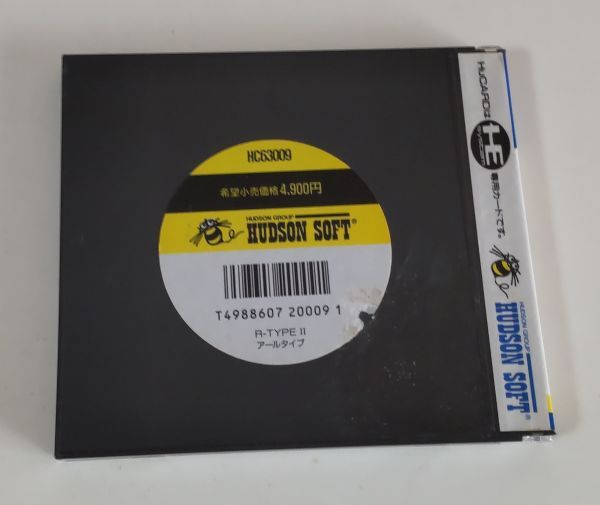 HC63009
希望小売価格 4,900円
HUDSON GROUP
HUDSON SOFT®
T4988607 20009 1
R-TYPE II
アールタイプ
HuCARDは
HE
SYSTEM
専用カードです。
HUDSON GROUP
HUDSON SOFT®